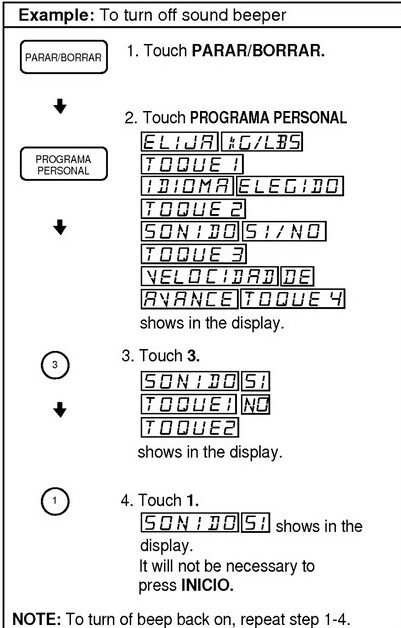 Example: To turn off sound beeper
PARAR/BORRAR
1. Touch PARAR/BORRAR.
2. Touch PROGRAMA PERSONAL
PROGRAMA
PERSONAL
ELIJA KG/LBS
TOQUE 1
IDIOMA ELEGIDO
TOQUE 2
SONIDO SI/NO
TOQUE 3
VELOCIDAD DE
AVANCE TOQUE 4
shows in the display.
3
3. Touch 3.
SONIDO SI
TOQUE1 NO
TOQUE2
shows in the display.
1
4. Touch 1.
SONIDO SI shows in the
display.
It will not be necessary to
press INICIO.
NOTE: To turn of beep back on, repeat step 1-4.